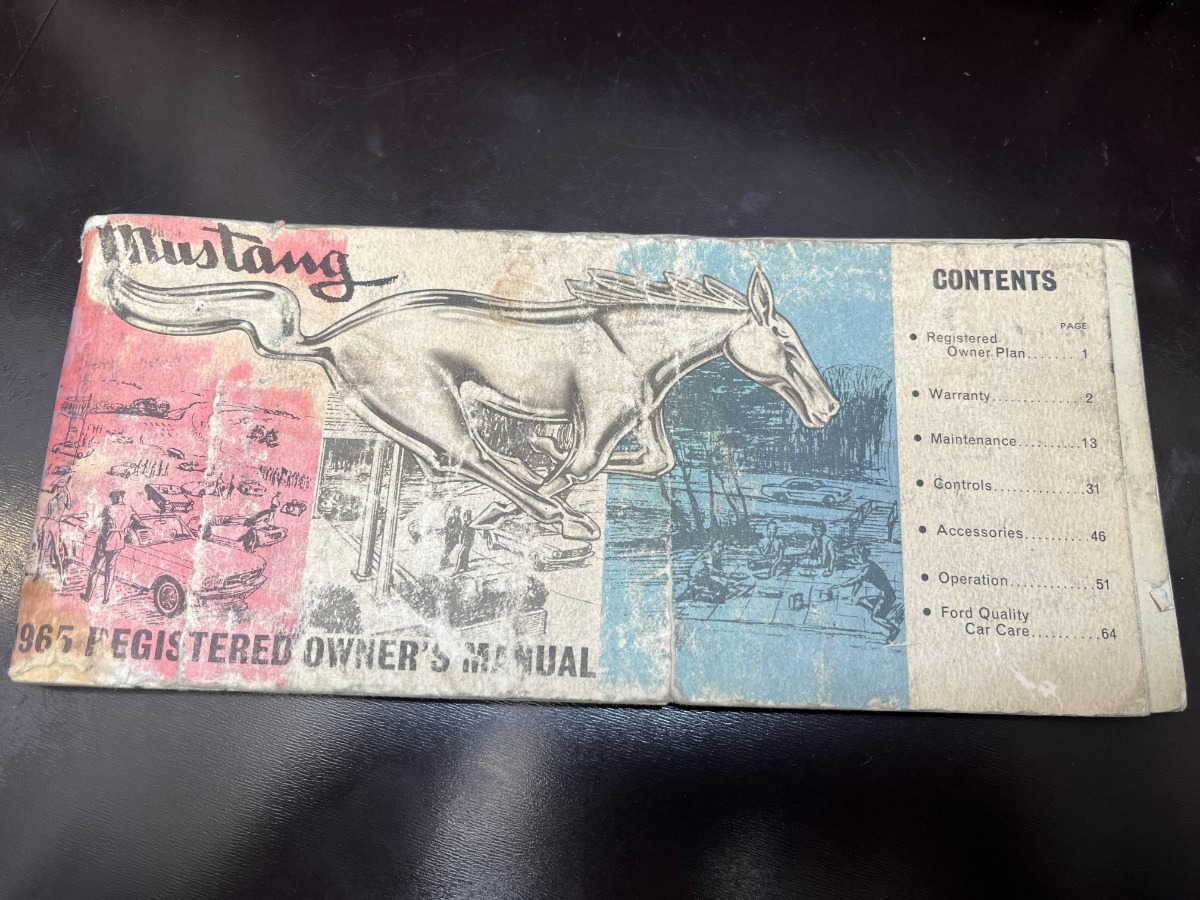 Mustang
1965 REGISTERED OWNER'S MANUAL
CONTENTS
PAGE
• Registered
Owner Plan....... 1
• Warranty............. 2
• Maintenance..........13
• Controls..............31
• Accessories..........46
• Operation............51
• Ford Quality
Car Care..........64